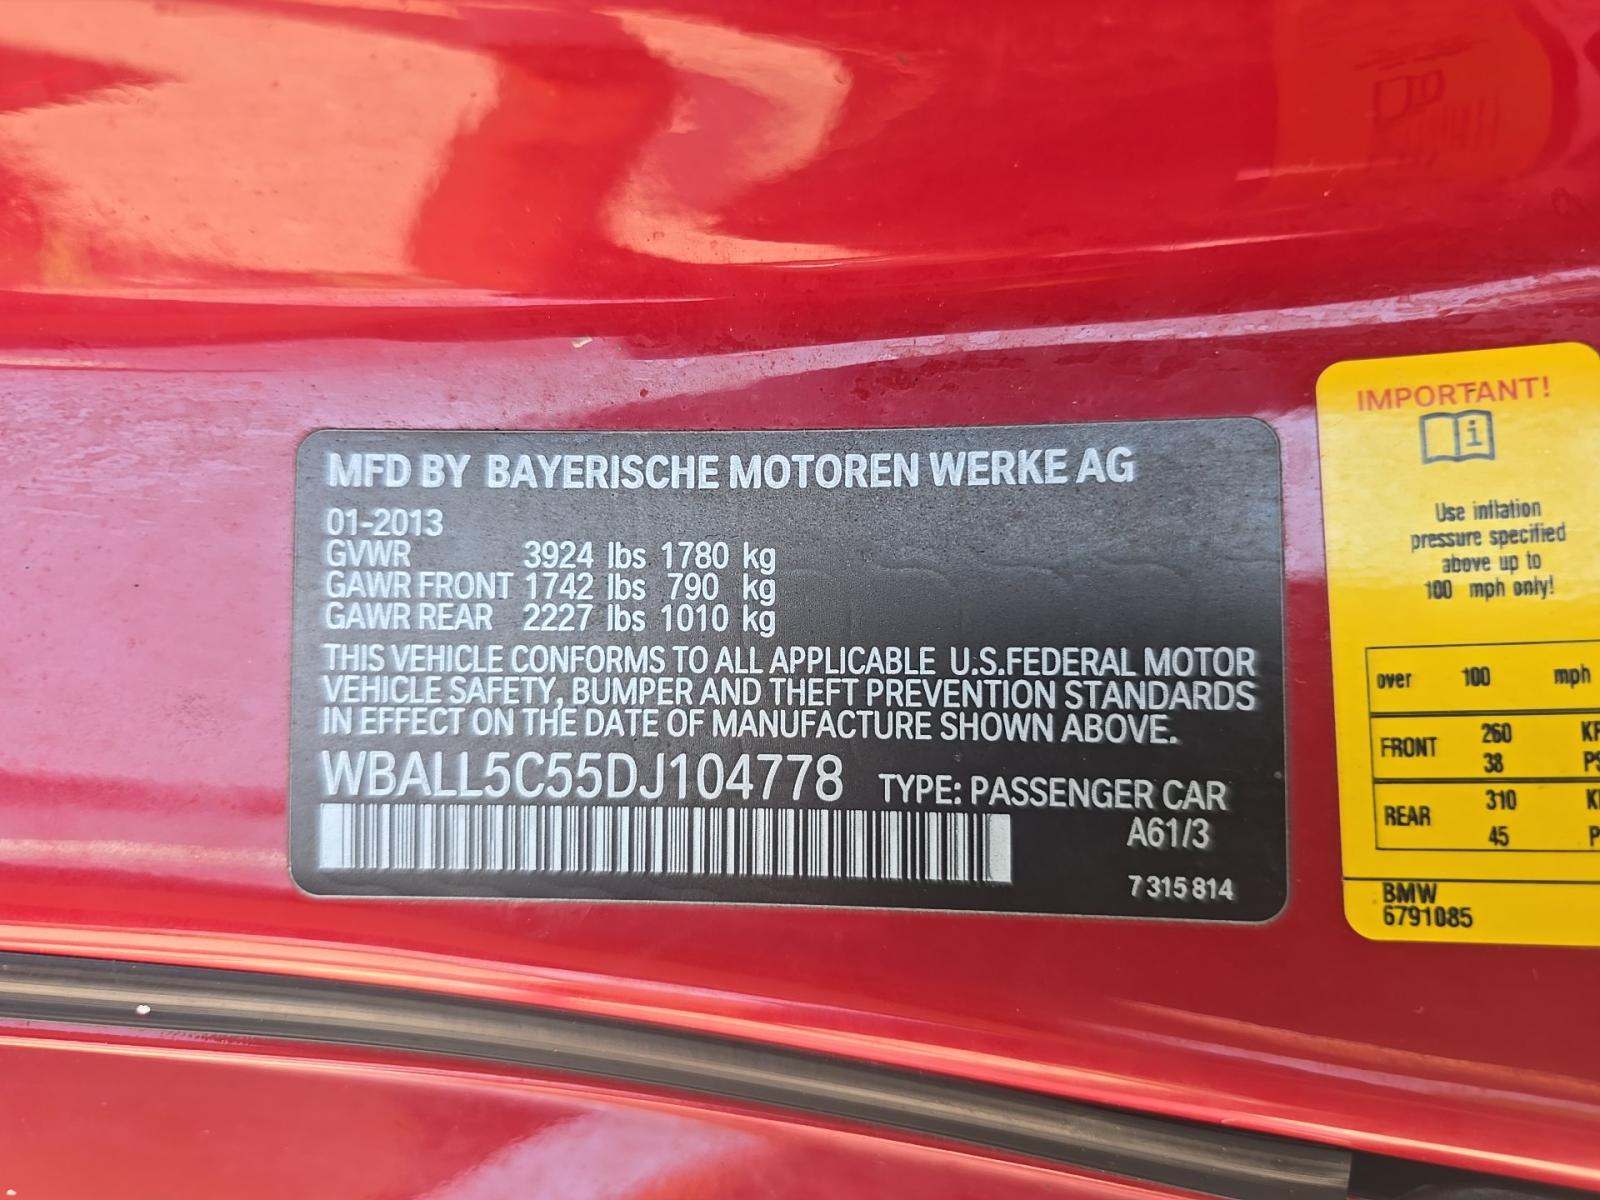 MFD BY BAYERISCHE MOTOREN WERKE AG
01-2013
GVWR 3924 lbs 1780 kg
GAWR FRONT 1742 lbs 790 kg
GAWR REAR 2227 lbs 1010 kg
THIS VEHICLE CONFORMS TO ALL APPLICABLE U.S.FEDERAL MOTOR
VEHICLE SAFETY, BUMPER AND THEFT PREVENTION STANDARDS
IN EFFECT ON THE DATE OF MANUFACTURE SHOWN ABOVE.
WBALL5C55DJ104778 TYPE: PASSENGER CAR
A61/3
7 315 814
IMPORTANT!
i
Use inflation
pressure specified
above up to
100 mph only!
over 100 mph
FRONT 260
38
REAR 310
45
BMW
6791085